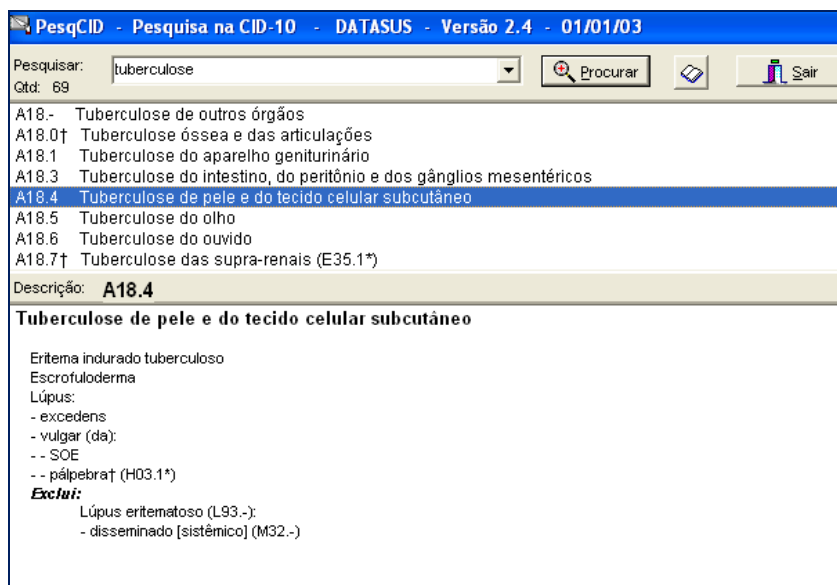 PesqCID - Pesquisa na CID-10 - DATASUS - Versão 2.4 - 01/01/03
Pesquisar: tuberculose Procurar Sair
Qtd: 69
A18.- Tuberculose de outros órgãos
A18.0† Tuberculose óssea e das articulações
A18.1 Tuberculose do aparelho geniturinário
A18.3 Tuberculose do intestino, do peritônio e dos gânglios mesentéricos
A18.4 Tuberculose de pele e do tecido celular subcutâneo
A18.5 Tuberculose do olho
A18.6 Tuberculose do ouvido
A18.7† Tuberculose das supra-renais (E35.1*)
Descrição: A18.4
Tuberculose de pele e do tecido celular subcutâneo
Eritema indurado tuberculoso
Escrofuloderma
Lúpus:
- excedens
- vulgar (da):
- - SOE
- - pálpebra† (H03.1*)
Exclui:
Lúpus eritematoso (L93.-):
- disseminado [sistêmico] (M32.-)